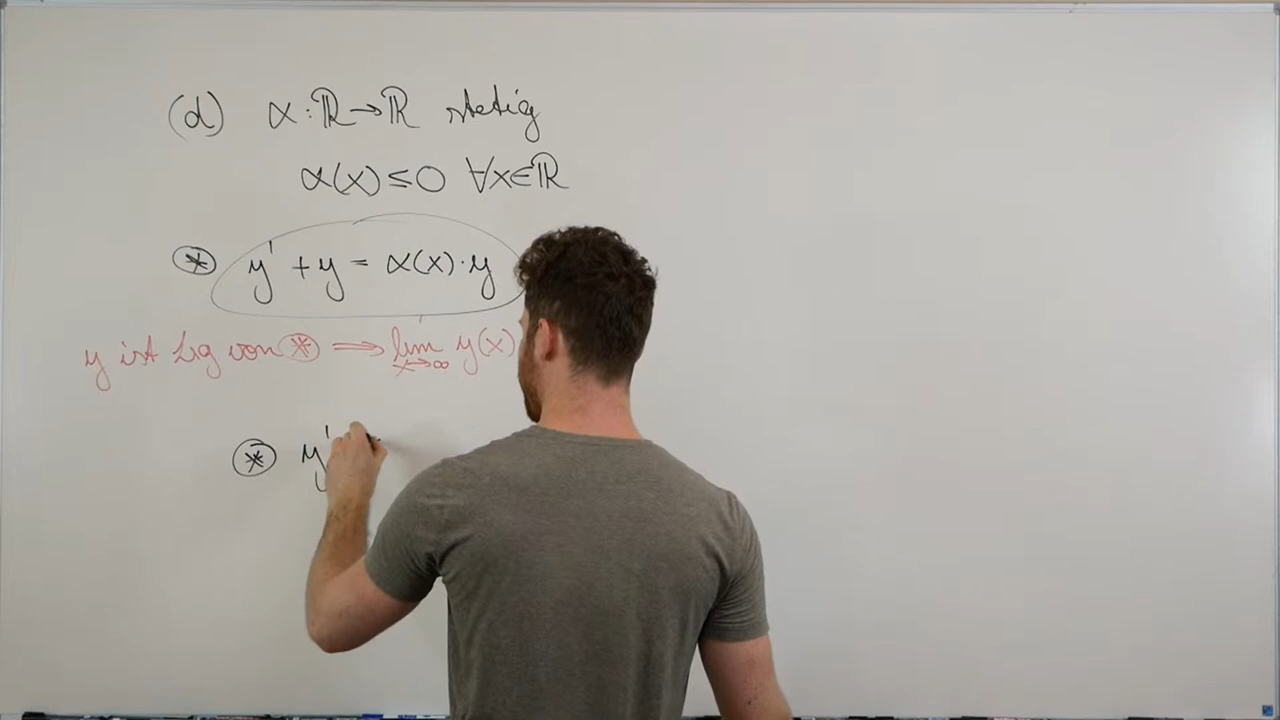 (d) α : ℝ → ℝ stetig
α(x) ≤ 0 ∀x∈ℝ
⊛ y' + y = α(x) · y
y ist Lsg von ⊛ ⟹ lim x→∞ y(x)
⊛ y'